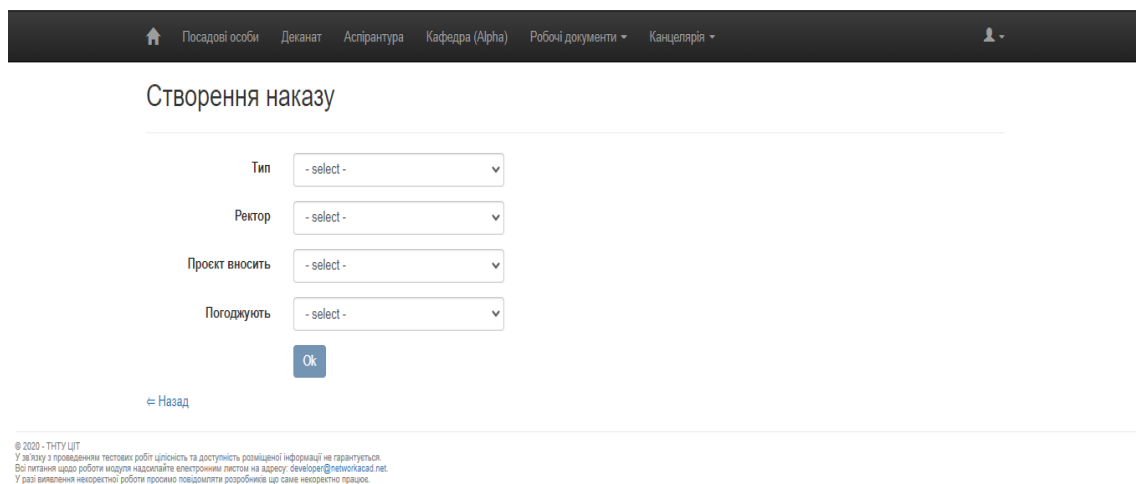 Посадові особи Деканат Аспірантура Кафедра (Alpha) Робочі документи Канцелярія
Створення наказу
Тип - select -
Ректор - select -
Проєкт вносить - select -
Погоджують - select -
Ok
⇐ Назад
© 2020 - ТНТУ ЦІТ
У зв'язку з проведенням тестових робіт цілісність та доступність розміщеної інформації не гарантується.
Всі питання щодо роботи модуля надсилайте електронним листом на адресу: developer@networkacad.net.
У разі виявлення некоректної роботи просимо повідомляти розробників що саме некоректно працює.